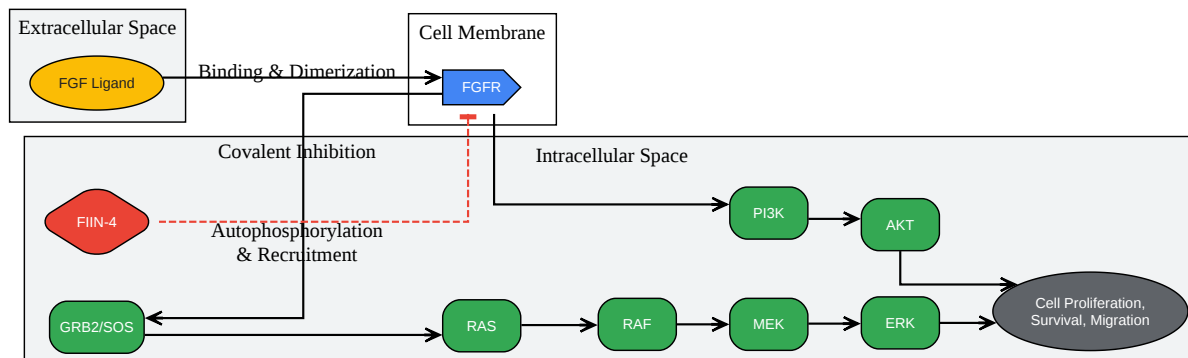 Extracellular Space
Cell Membrane
FGF Ligand
Binding & Dimerization
FGFR
Covalent Inhibition
Intracellular Space
FIIN-4
Autophosphorylation
& Recruitment
PI3K
AKT
GRB2/SOS
RAS
RAF
MEK
ERK
Cell Proliferation,
Survival, Migration